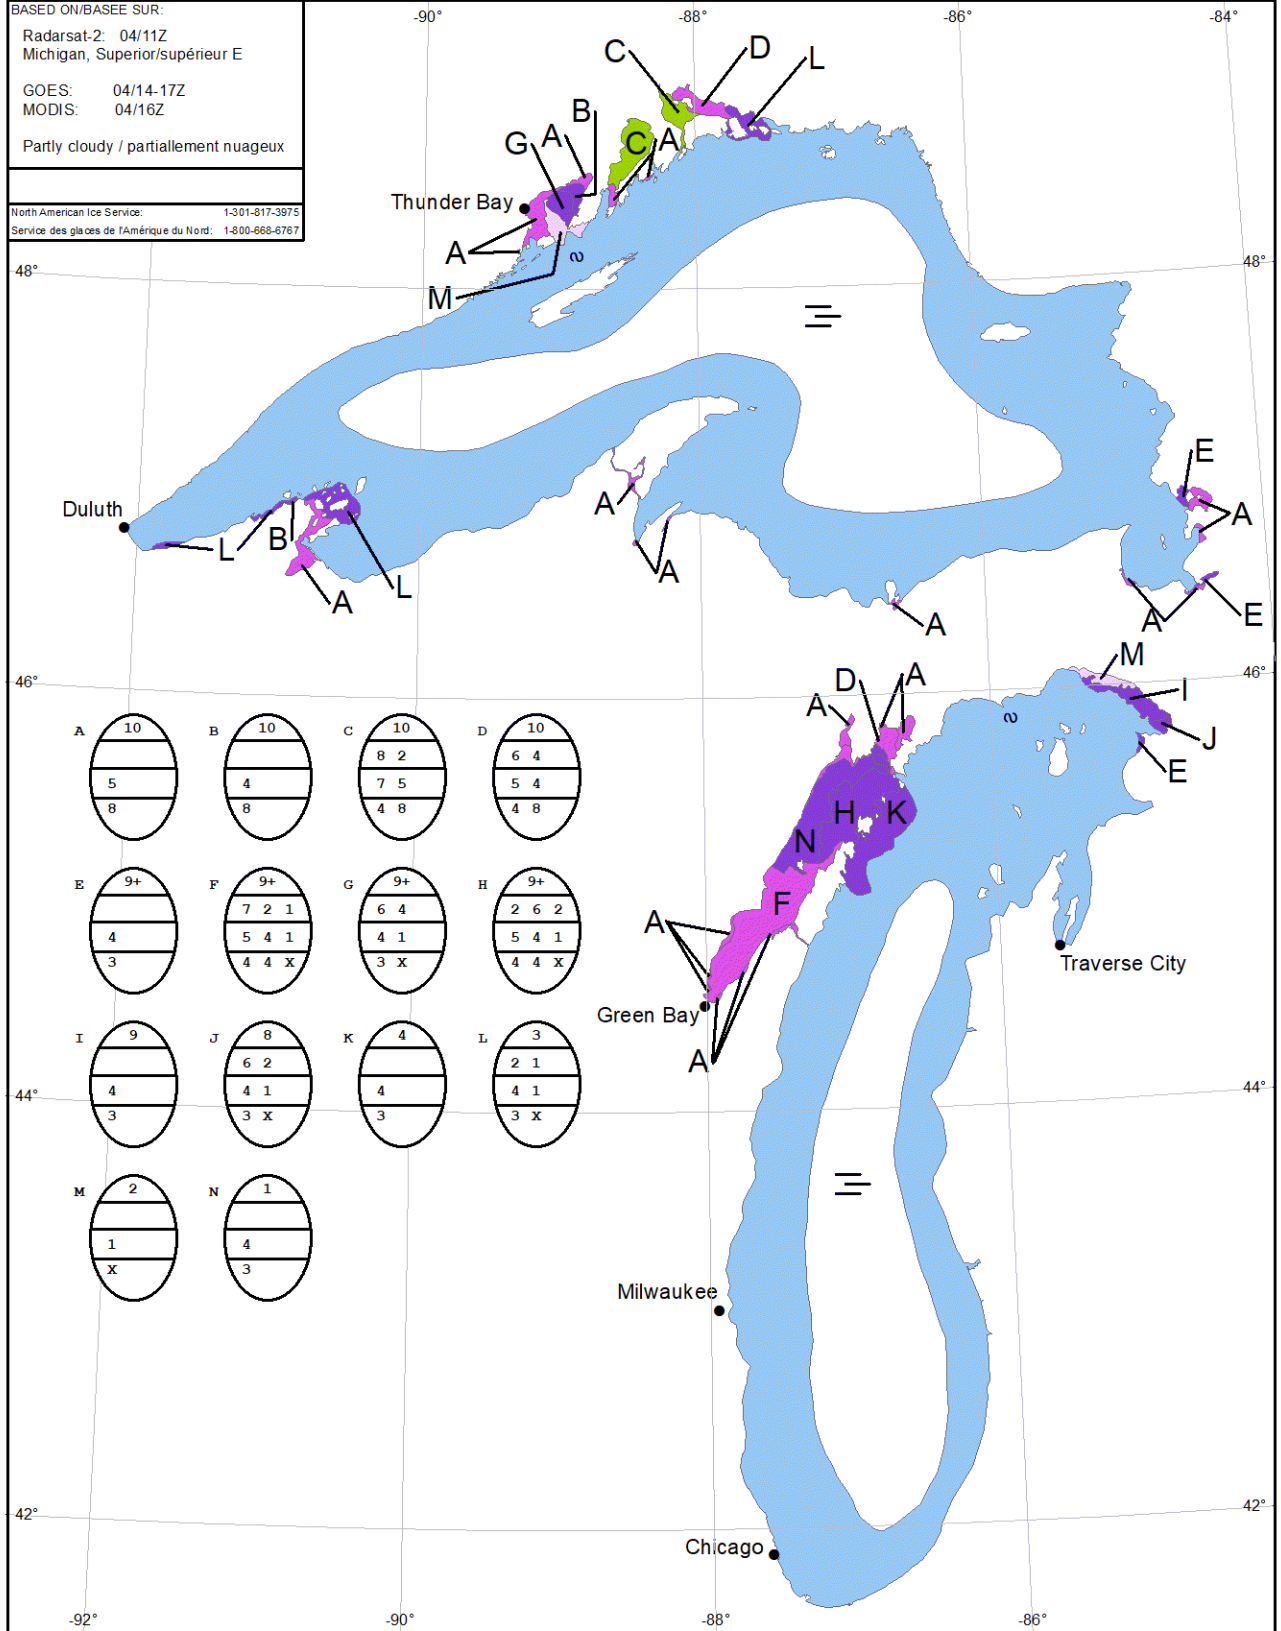 BASED ON/BASEE SUR:
Radarsat-2: 04/11Z
Michigan, Superior/supérieur E
GOES: 04/14-17Z
MODIS: 04/16Z
Partly cloudy / partiallement nuageux
North American Ice Service: 1-301-817-3975
Service des glaces de l'Amérique du Nord: 1-800-668-6767
-90° -88° -86° -84°
C D L
B
A
G
C A
Thunder Bay
A
M
48° 48°
E
A
A
Duluth
L B
A
A
L
A
A
A E
46° 46°
M
D A
A
I
J
E
H K
N
F
A
Traverse City
Green Bay
A
44° 44°
Milwaukee
42° 42°
Chicago
-92° -90° -88° -86°
A 10 B 10 C 10 D 10
8 2 6 4
5 4 7 5 5 4
8 8 4 8 4 8
E 9+ F 9+ G 9+ H 9+
7 2 1 6 4 2 6 2
4 5 4 1 4 1 5 4 1
3 4 4 X 3 X 4 4 X
I 9 J 8 K 4 L 3
6 2 2 1
4 4 1 4 4 1
3 3 X 3 3 X
M 2 N 1
1 4
X 3